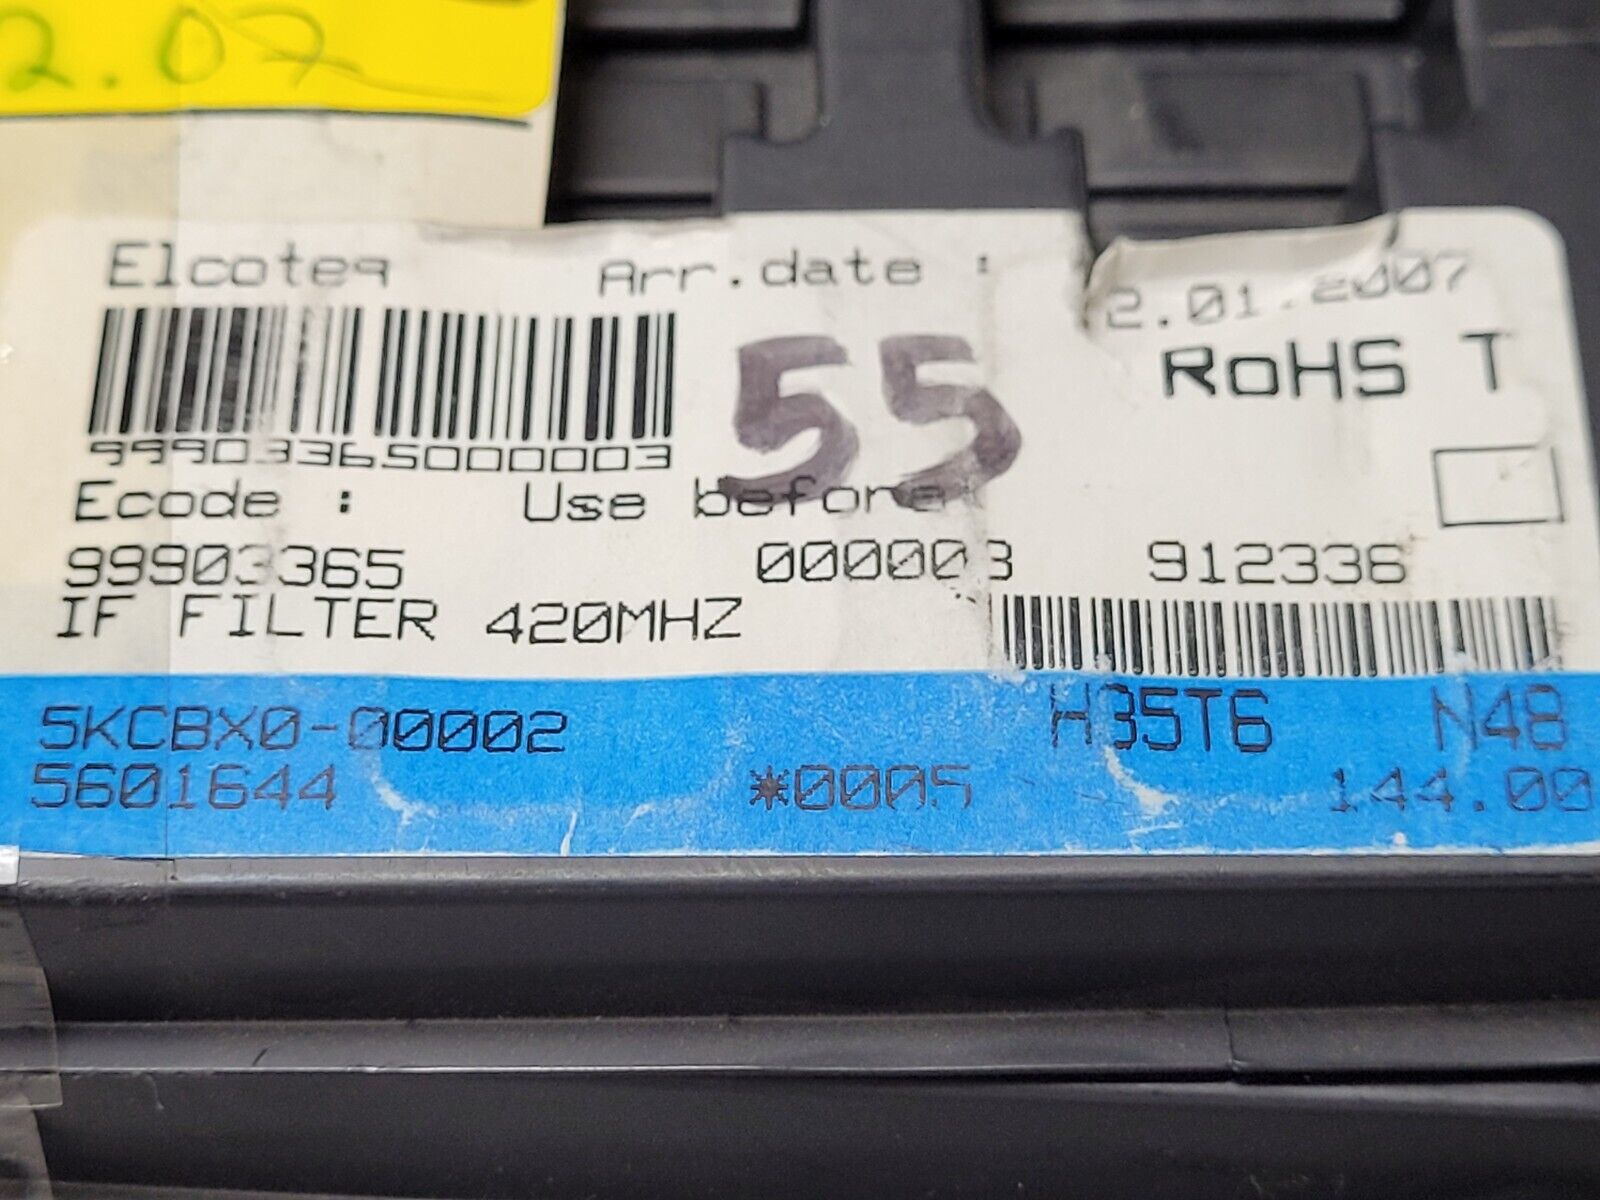 2.07
Elcoteq Arr.date :
2.01.2007
55
RoHS T
99903365000003
Ecode : Use before:
99903365 000003 912336
IF FILTER 420MHZ
5KCBX0-00002 H35T6 N48
5601644 *0005 144.00